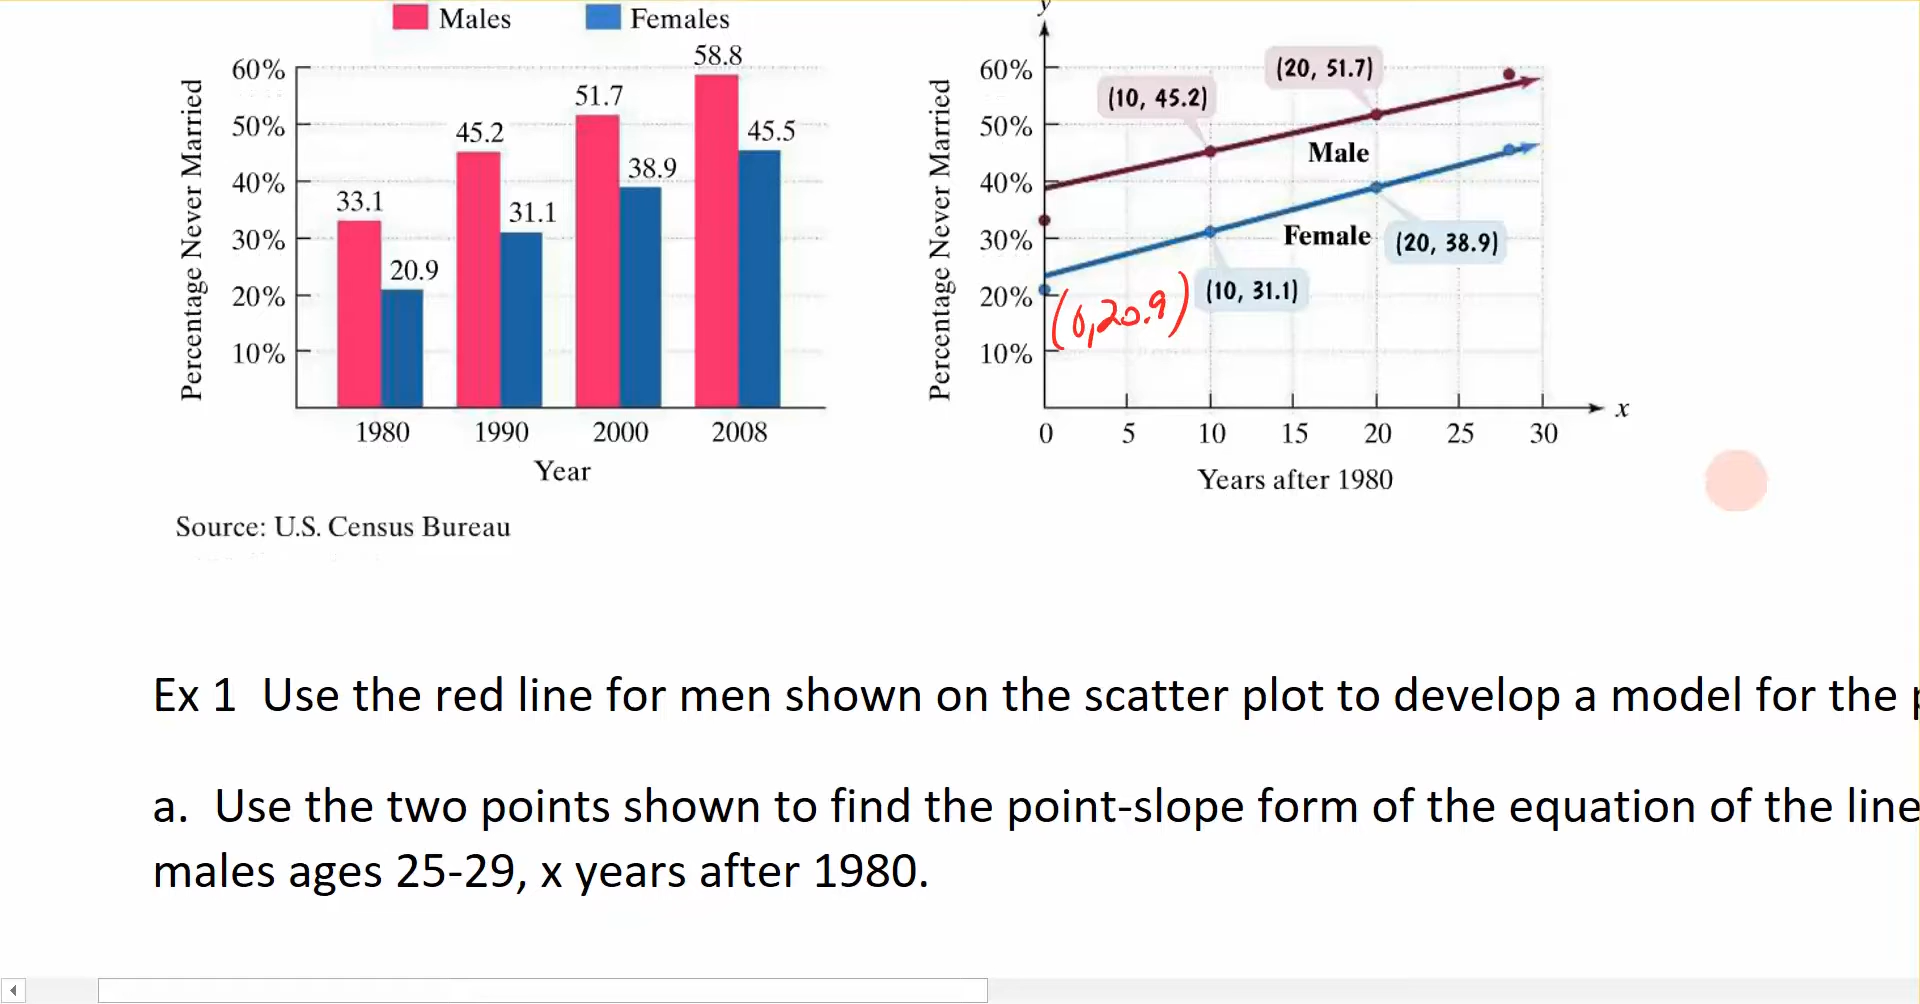 Males Females
Percentage Never Married
60%
50%
40%
30%
20%
10%
33.1
20.9
45.2
31.1
51.7
38.9
58.8
45.5
1980 1990 2000 2008
Year
Source: U.S. Census Bureau
y
Percentage Never Married
60%
50%
40%
30%
20%
10%
(10, 45.2)
(20, 51.7)
Male
Female
(20, 38.9)
(10, 31.1)
(0,20.9)
0 5 10 15 20 25 30
x
Years after 1980
Ex 1 Use the red line for men shown on the scatter plot to develop a model for the
a. Use the two points shown to find the point-slope form of the equation of the line
males ages 25-29, x years after 1980.